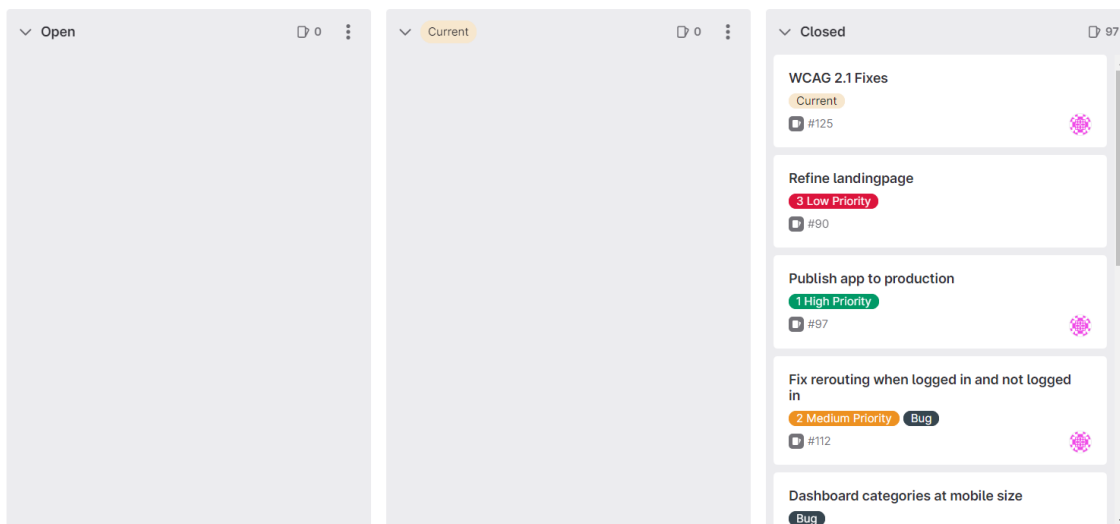 Open
0
Current
0
Closed
97
WCAG 2.1 Fixes
Current
#125
Refine landingpage
3 Low Priority
#90
Publish app to production
1 High Priority
#97
Fix rerouting when logged in and not logged
in
2 Medium Priority Bug
#112
Dashboard categories at mobile size
Bug